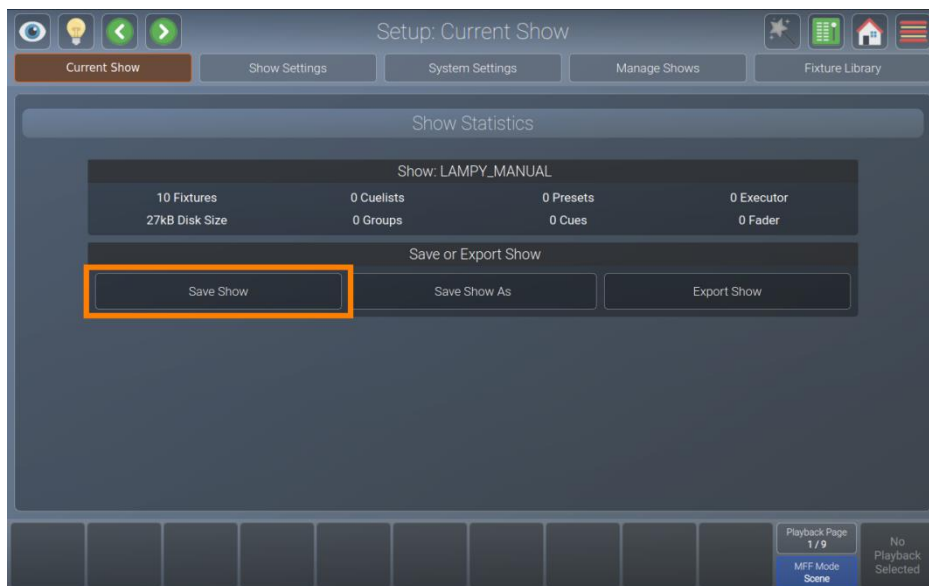 Setup: Current Show
Current Show Show Settings System Settings Manage Shows Fixture Library
Show Statistics
Show: LAMPY_MANUAL
10 Fixtures 0 Cuelists 0 Presets 0 Executor
27kB Disk Size 0 Groups 0 Cues 0 Fader
Save or Export Show
Save Show Save Show As Export Show
Playback Page
1 / 9
MFF Mode
Scene
No
Playback
Selected